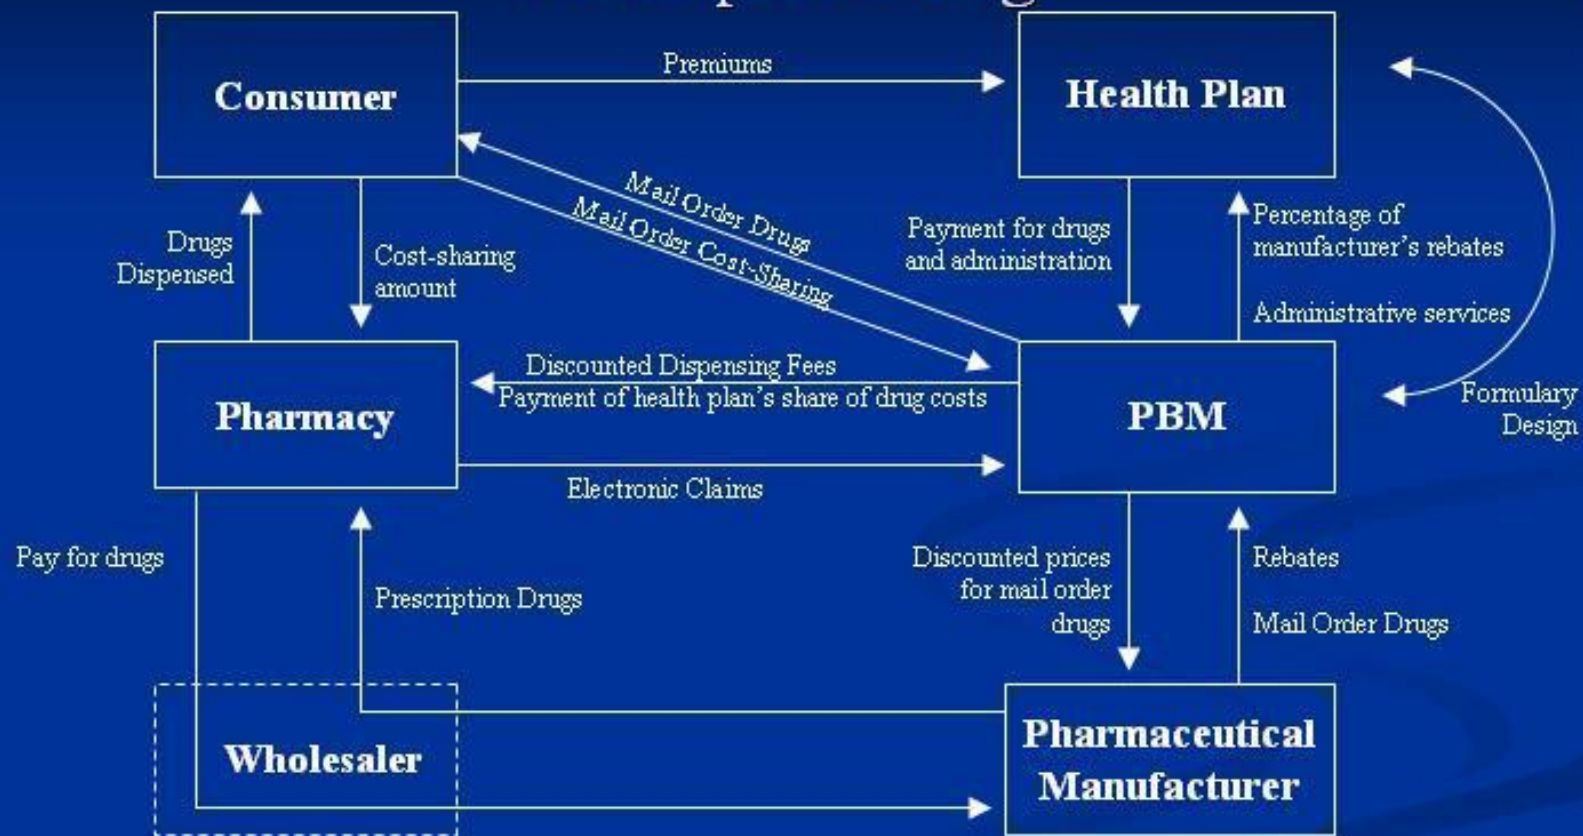 Consumer
Premiums
Health Plan
Mail Order Drugs
Mail Order Cost-Sharing
Drugs
Dispensed
Cost-sharing
amount
Payment for drugs
and administration
Percentage of
manufacturer's rebates
Administrative services
Pharmacy
Discounted Dispensing Fees
Payment of health plan's share of drug costs
PBM
Formulary
Design
Electronic Claims
Pay for drugs
Prescription Drugs
Discounted prices
for mail order
drugs
Rebates
Mail Order Drugs
Wholesaler
Pharmaceutical
Manufacturer